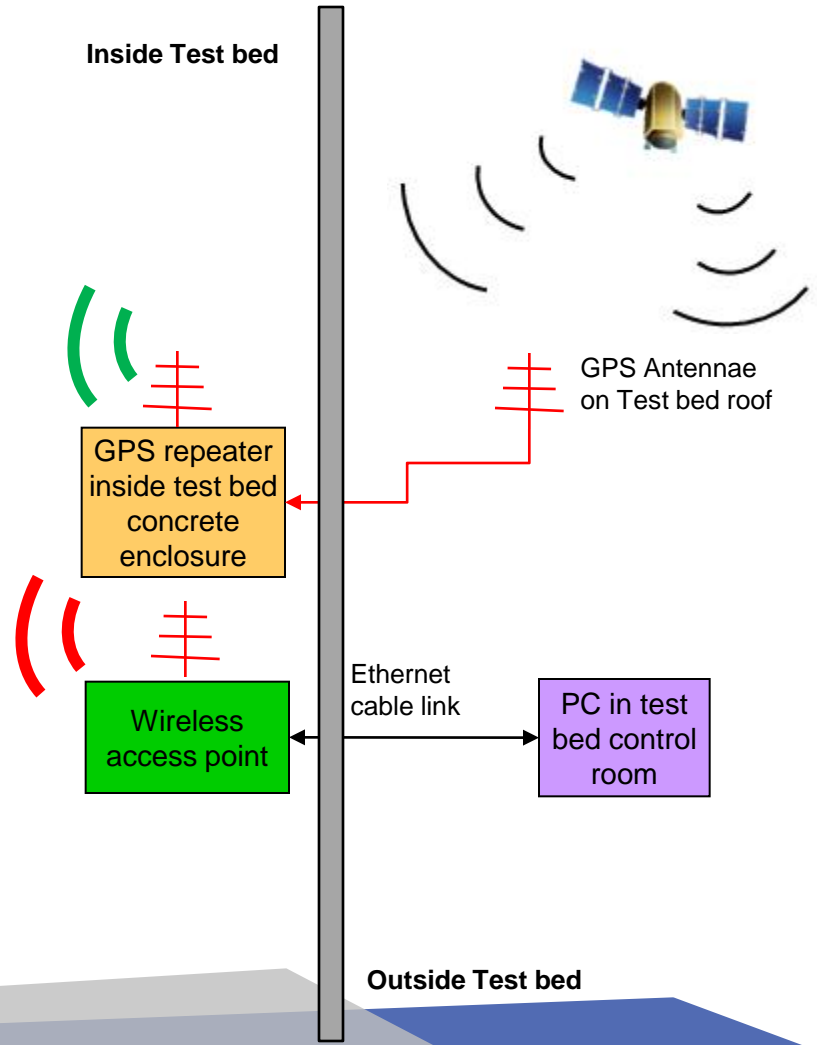 Inside Test bed
GPS Antennae
on Test bed roof
GPS repeater
inside test bed
concrete
enclosure
Ethernet
cable link
Wireless
access point
PC in test
bed control
room
Outside Test bed